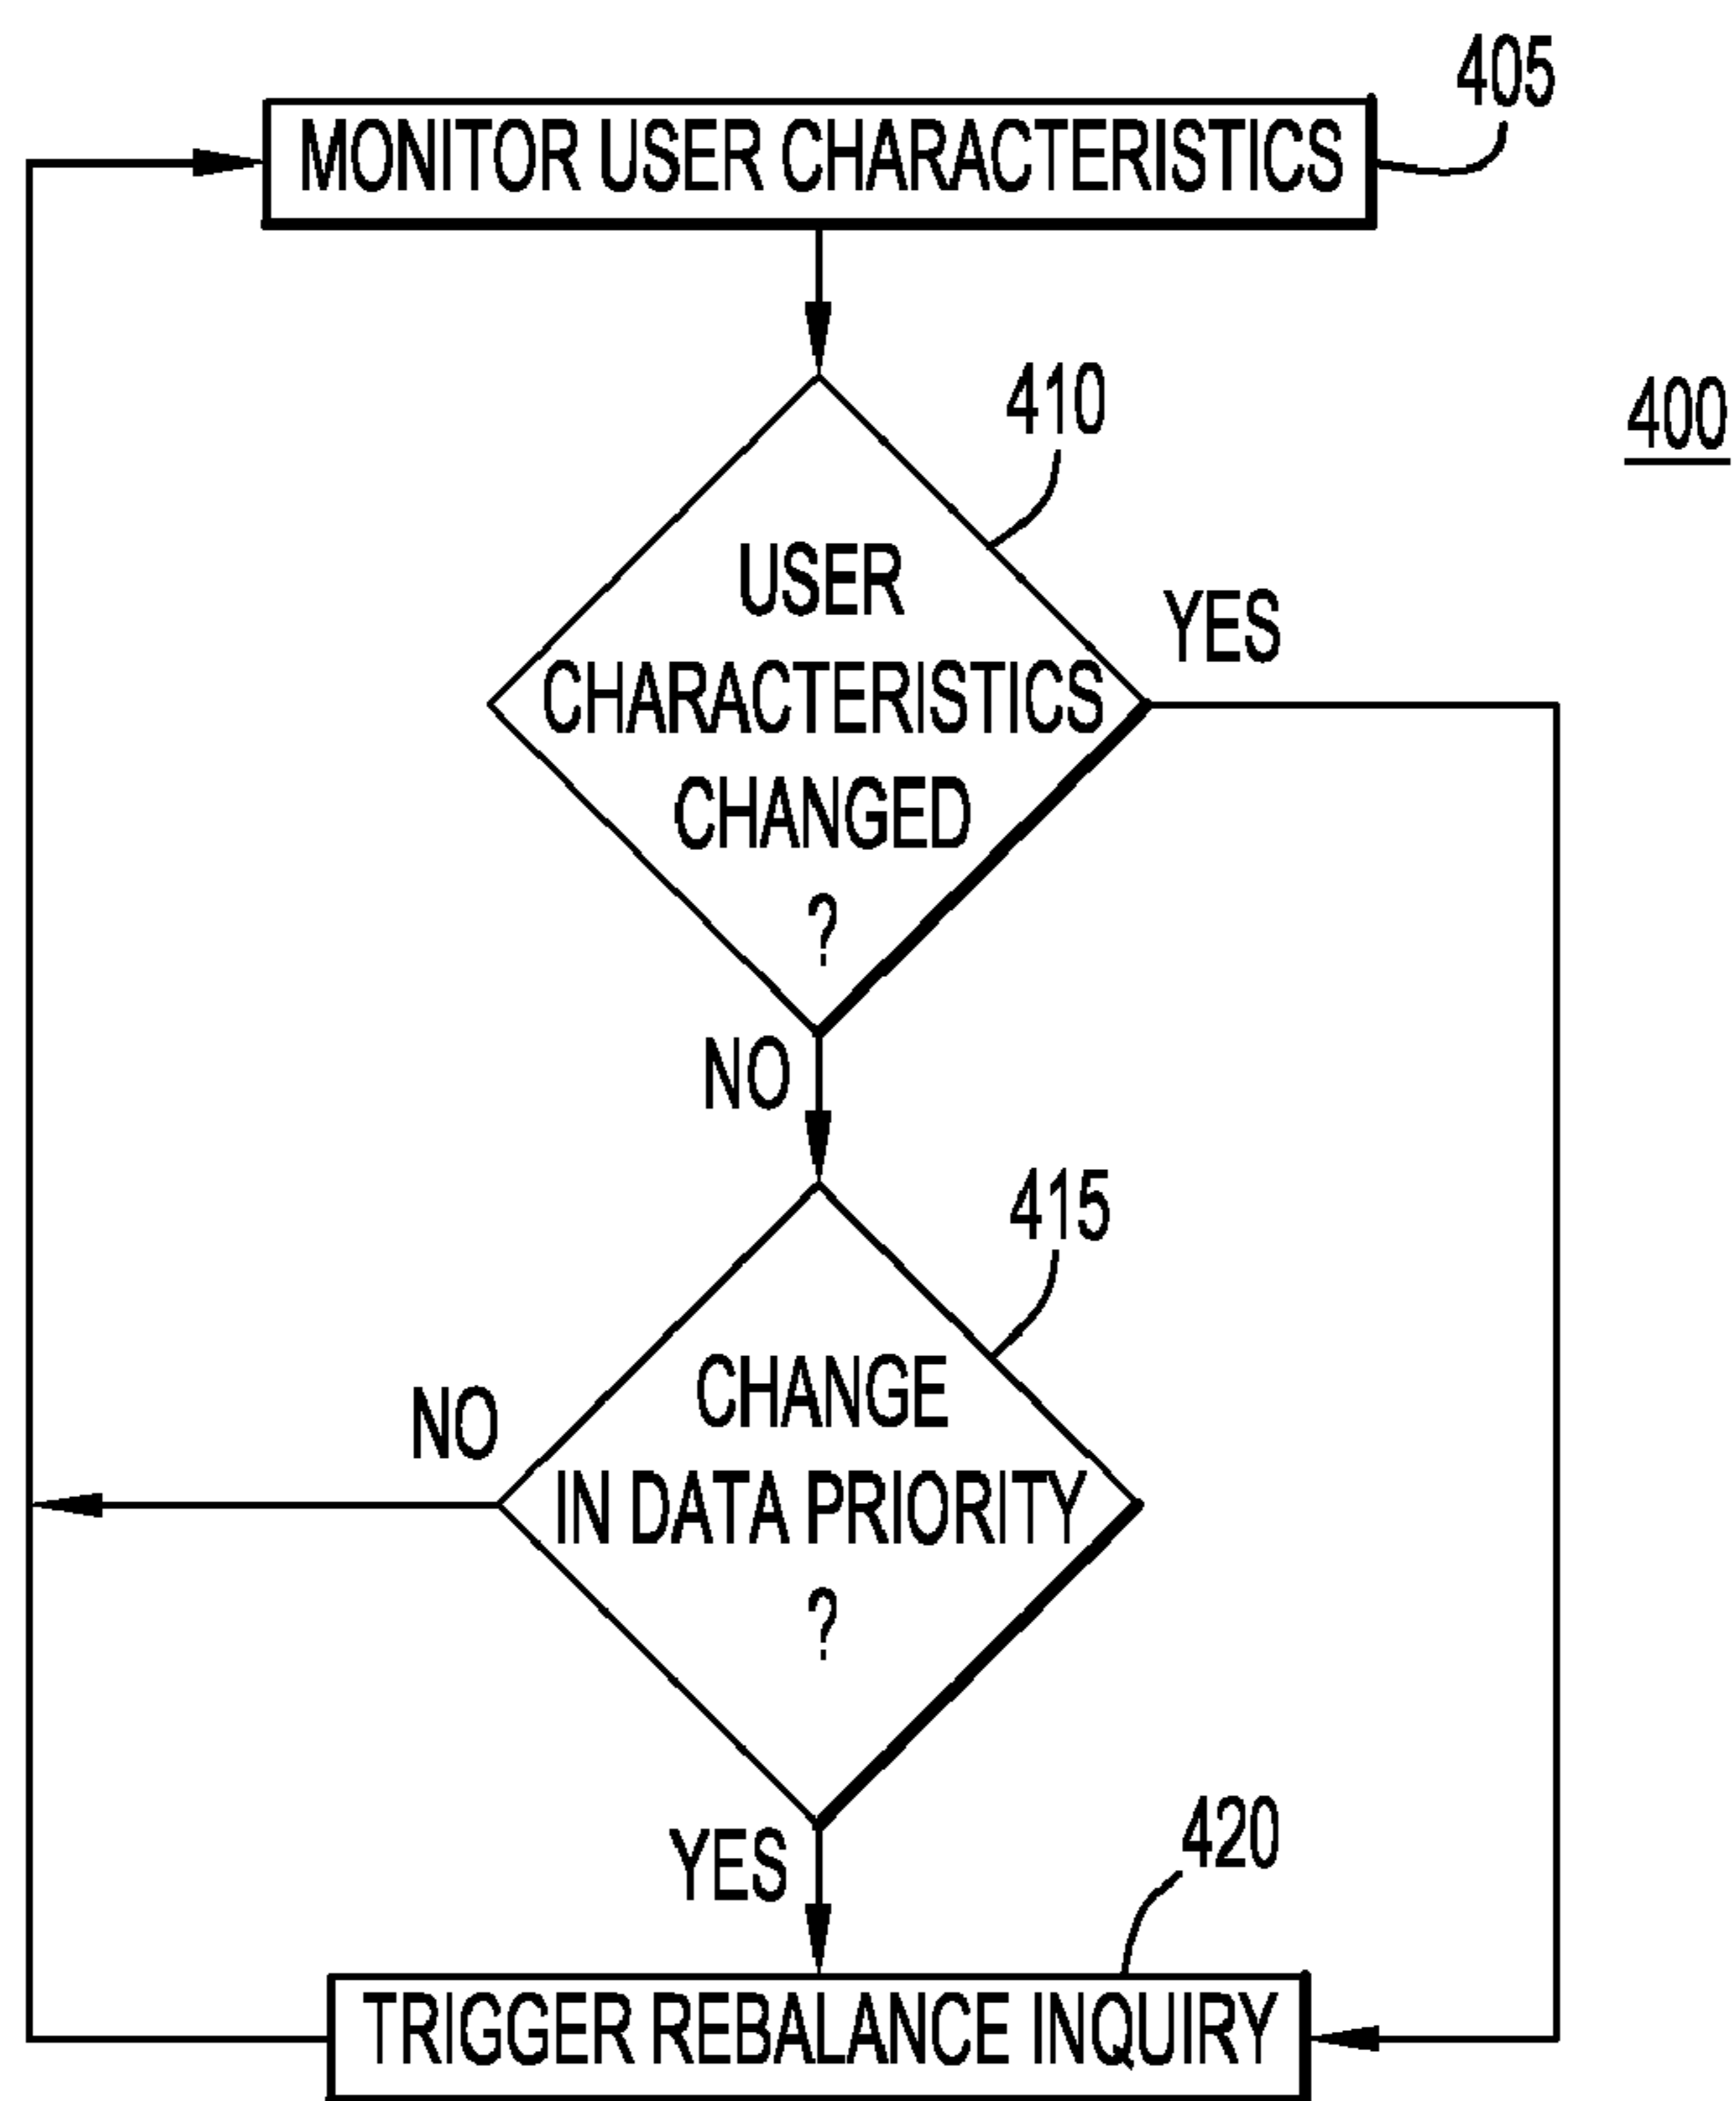 405
MONITOR USER CHARACTERISTICS
410
400
USER
CHARACTERISTICS
CHANGED
?
YES
NO
415
CHANGE
IN DATA PRIORITY
?
NO
YES
420
TRIGGER REBALANCE INQUIRY